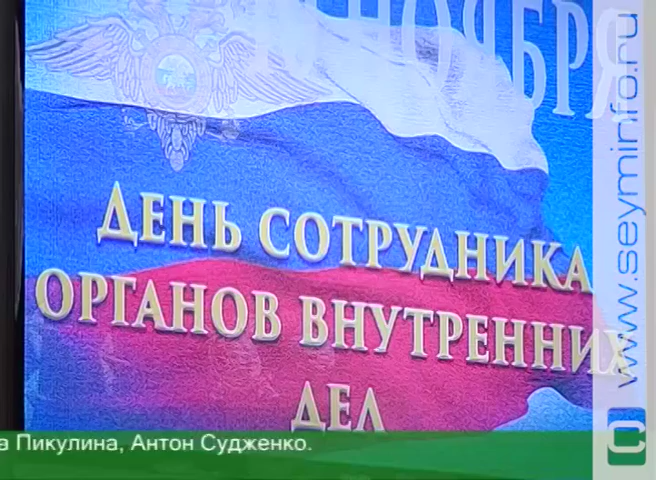 НОЯБРЯ
ДЕНЬ СОТРУДНИКА
ОРГАНОВ ВНУТРЕННИХ
ДЕЛ
а Пикулина, Антон Судженко.
www.seyminfo.ru